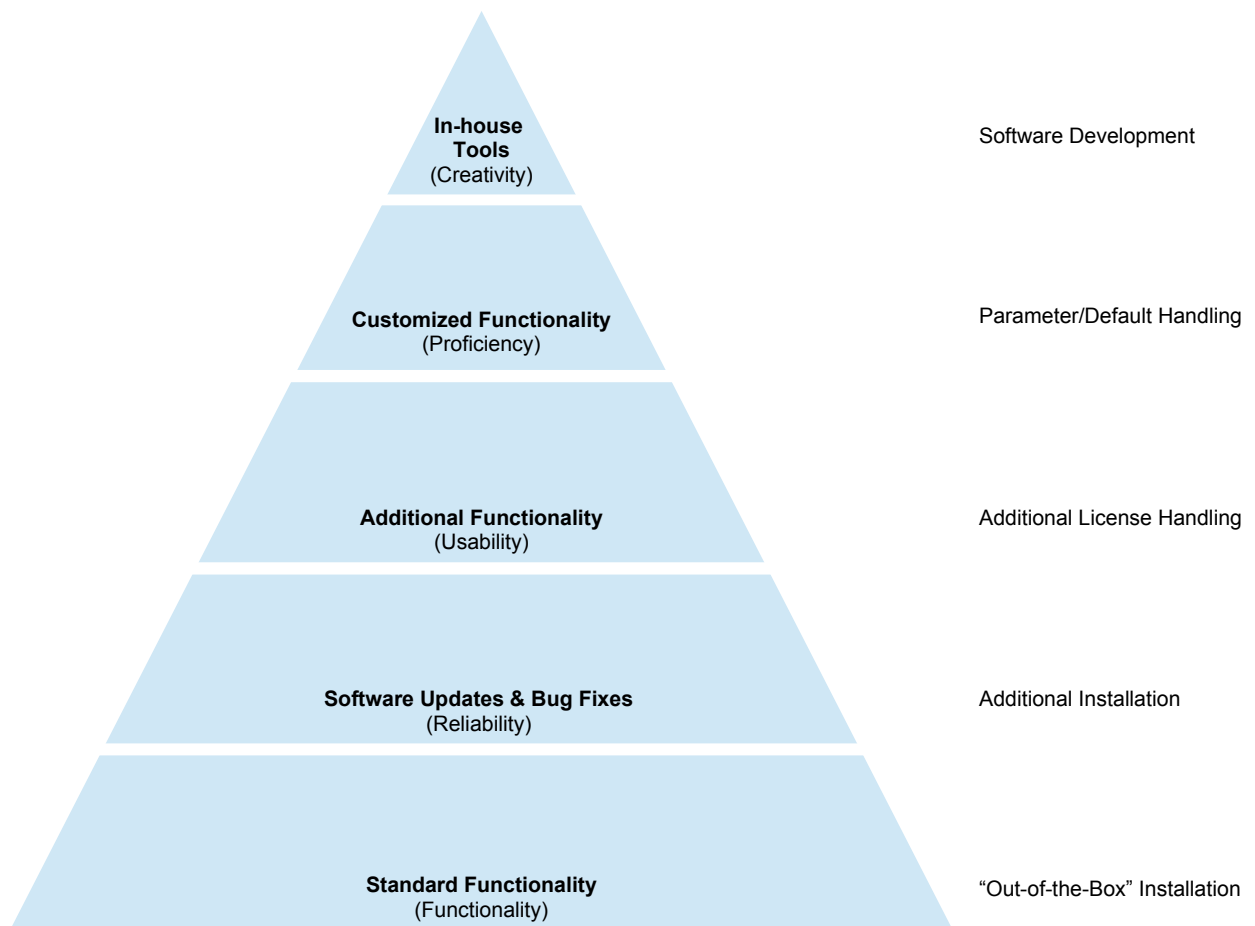 In-house
Tools
(Creativity)
Software Development
Customized Functionality
(Proficiency)
Parameter/Default Handling
Additional Functionality
(Usability)
Additional License Handling
Software Updates & Bug Fixes
(Reliability)
Additional Installation
Standard Functionality
(Functionality)
“Out-of-the-Box” Installation